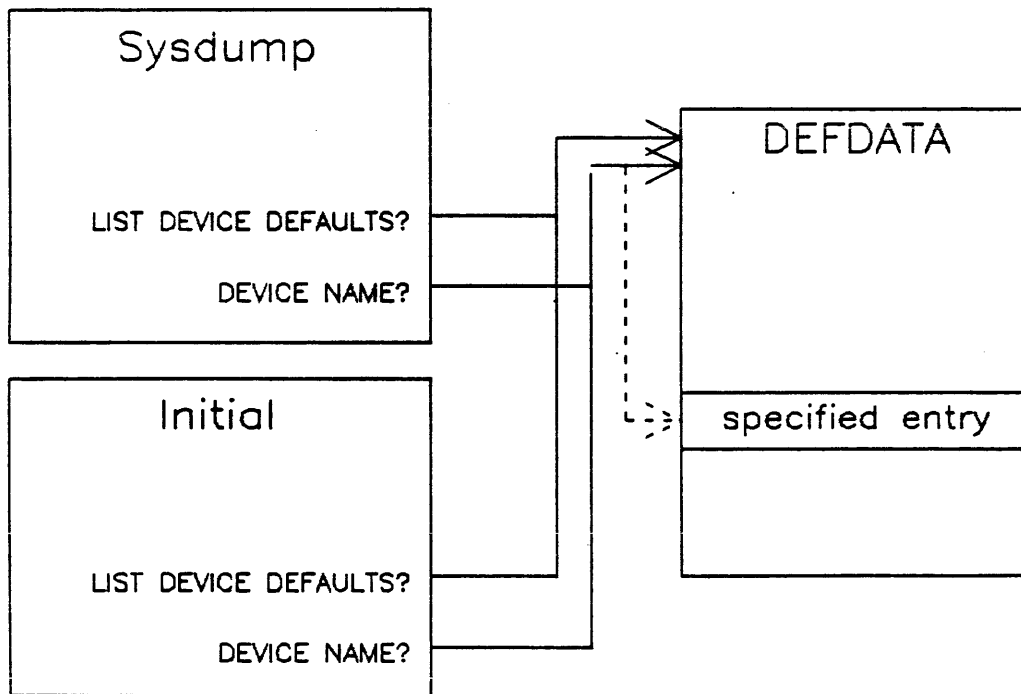 Sysdump
LIST DEVICE DEFAULTS?
DEVICE NAME?
Initial
LIST DEVICE DEFAULTS?
DEVICE NAME?
DEFDATA
specified entry